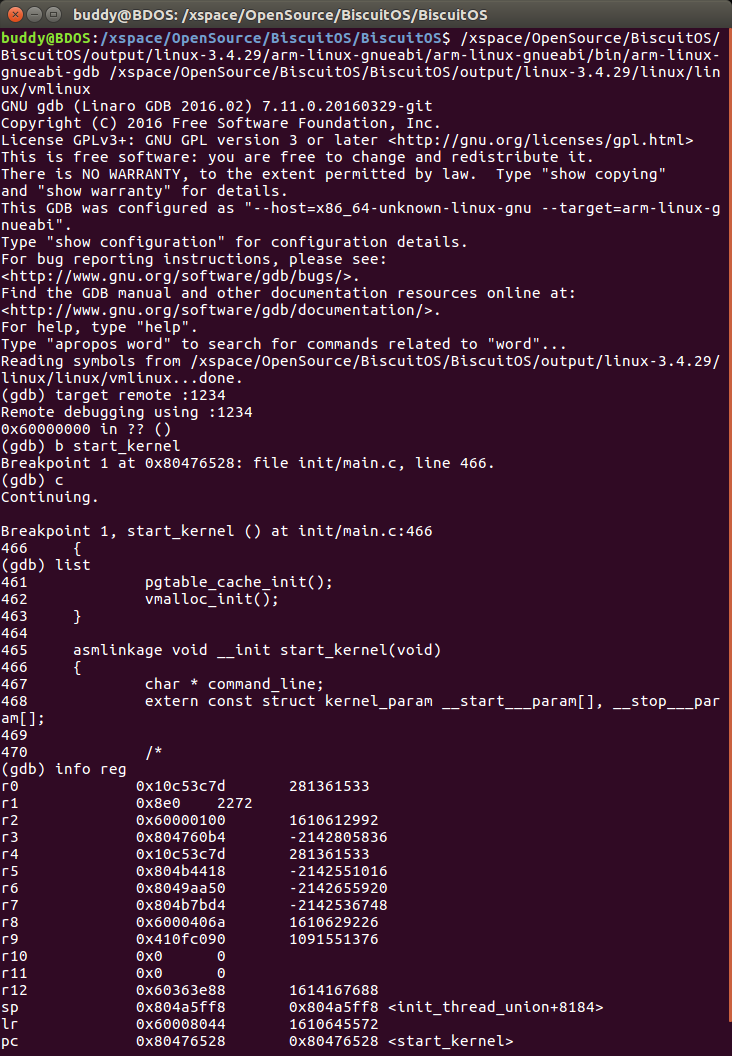 buddy@BDOS: /xspace/OpenSource/BiscuitOS/BiscuitOS
buddy@BDOS:/xspace/OpenSource/BiscuitOS/BiscuitOS$ /xspace/OpenSource/BiscuitOS/
BiscuitOS/output/linux-3.4.29/arm-linux-gnueabi/arm-linux-gnueabi/bin/arm-linux-
gnueabi-gdb /xspace/OpenSource/BiscuitOS/BiscuitOS/output/linux-3.4.29/linux/lin
ux/vmlinux
GNU gdb (Linaro GDB 2016.02) 7.11.0.20160329-git
Copyright (C) 2016 Free Software Foundation, Inc.
License GPLv3+: GNU GPL version 3 or later <http://gnu.org/licenses/gpl.html>
This is free software: you are free to change and redistribute it.
There is NO WARRANTY, to the extent permitted by law.  Type "show copying"
and "show warranty" for details.
This GDB was configured as "--host=x86_64-unknown-linux-gnu --target=arm-linux-g
nueabi".
Type "show configuration" for configuration details.
For bug reporting instructions, please see:
<http://www.gnu.org/software/gdb/bugs/>.
Find the GDB manual and other documentation resources online at:
<http://www.gnu.org/software/gdb/documentation/>.
For help, type "help".
Type "apropos word" to search for commands related to "word"...
Reading symbols from /xspace/OpenSource/BiscuitOS/BiscuitOS/output/linux-3.4.29/
linux/linux/vmlinux...done.
(gdb) target remote :1234
Remote debugging using :1234
0x60000000 in ?? ()
(gdb) b start_kernel
Breakpoint 1 at 0x80476528: file init/main.c, line 466.
(gdb) c
Continuing.
Breakpoint 1, start_kernel () at init/main.c:466
466     {
(gdb) list
461             pgtable_cache_init();
462             vmalloc_init();
463     }
464
465     asmlinkage void __init start_kernel(void)
466     {
467             char * command_line;
468             extern const struct kernel_param __start___param[], __stop___par
am[];
469
470             /*
(gdb) info reg
r0             0x10c53c7d       281361533
r1             0x8e0    2272
r2             0x60000100       1610612992
r3             0x804760b4       -2142805836
r4             0x10c53c7d       281361533
r5             0x804b4418       -2142551016
r6             0x8049aa50       -2142655920
r7             0x804b7bd4       -2142536748
r8             0x6000406a       1610629226
r9             0x410fc090       1091551376
r10            0x0      0
r11            0x0      0
r12            0x60363e88       1614167688
sp             0x804a5ff8       0x804a5ff8 <init_thread_union+8184>
lr             0x60008044       1610645572
pc             0x80476528       0x80476528 <start_kernel>